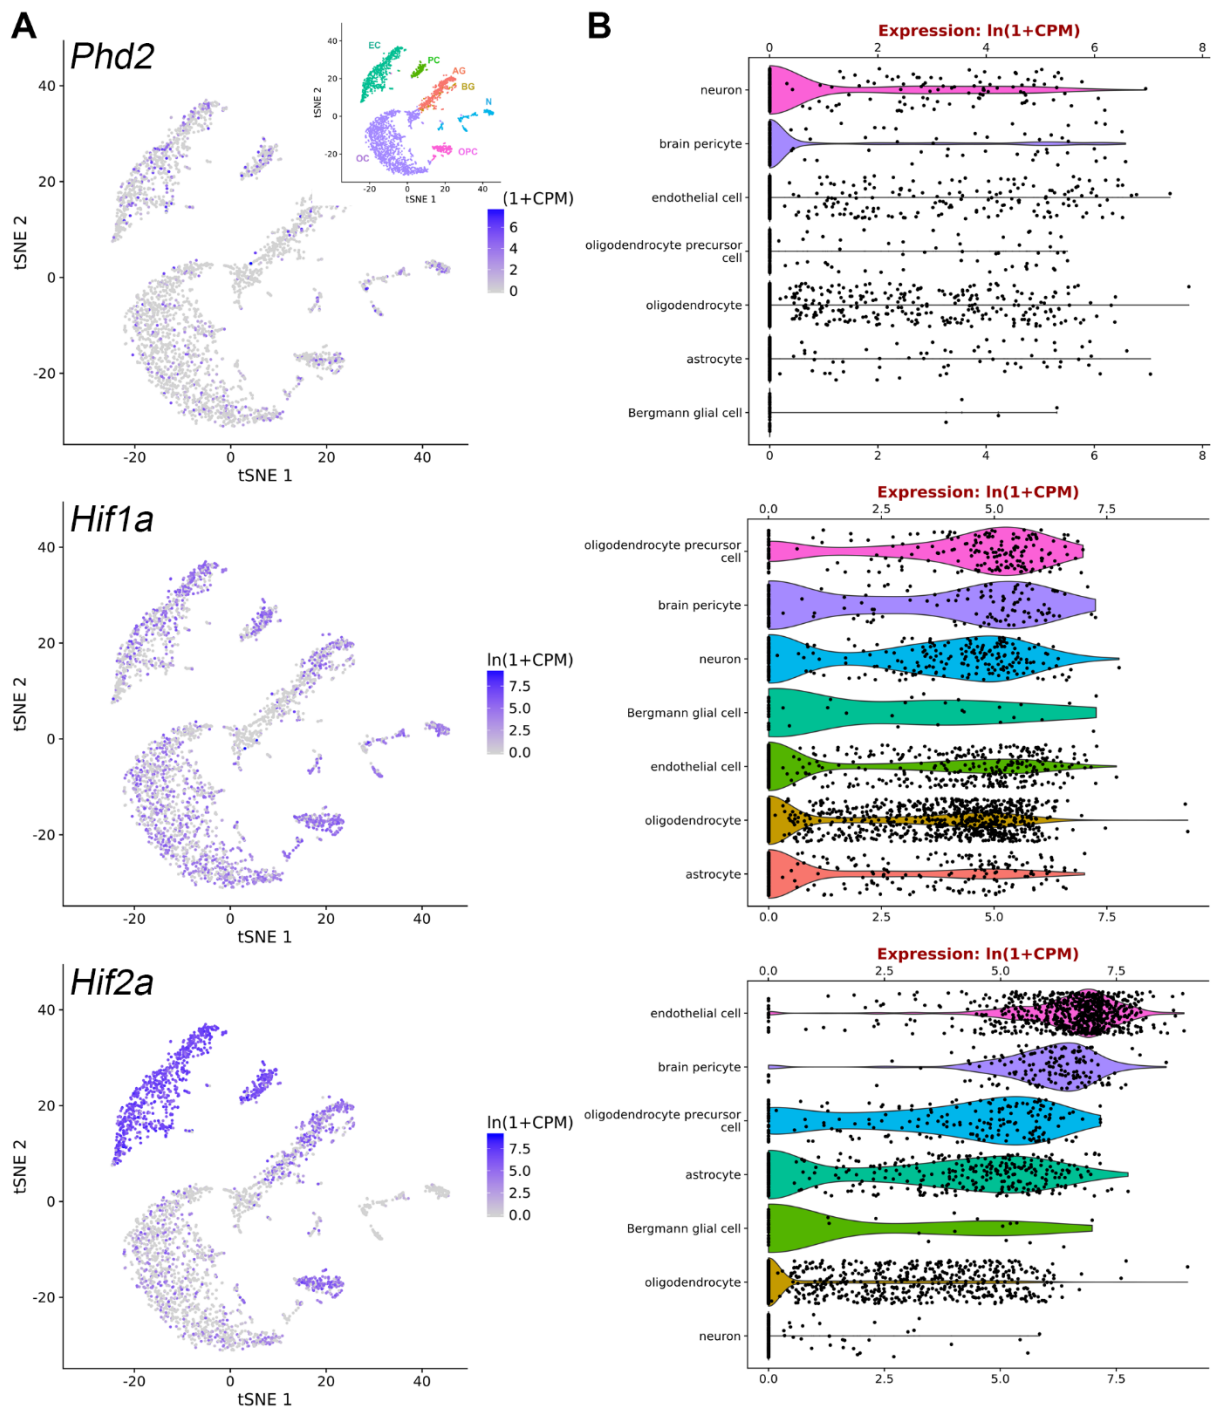 A
Phd2
40
20
0
-20
tSNE 2
-20
0
20
40
tSNE 1
40
20
0
-20
tSNE 2
-20
0
20
40
tSNE 1
EC
PC
AG
BG
N
OC
OPC
(1+CPM)
6
4
2
0
Hif1a
40
20
0
-20
tSNE 2
-20
0
20
40
tSNE 1
ln(1+CPM)
7.5
5.0
2.5
0.0
Hif2a
40
20
0
-20
tSNE 2
-20
0
20
40
tSNE 1
ln(1+CPM)
7.5
5.0
2.5
0.0
B
Expression: ln(1+CPM)
0 2 4 6 8
neuron
brain pericyte
endothelial cell
oligodendrocyte precursor
cell
oligodendrocyte
astrocyte
Bergmann glial cell
0 2 4 6 8
Expression: ln(1+CPM)
0.0 2.5 5.0 7.5
oligodendrocyte precursor
cell
brain pericyte
neuron
Bergmann glial cell
endothelial cell
oligodendrocyte
astrocyte
0.0 2.5 5.0 7.5
Expression: ln(1+CPM)
0.0 2.5 5.0 7.5
endothelial cell
brain pericyte
oligodendrocyte precursor
cell
astrocyte
Bergmann glial cell
oligodendrocyte
neuron
0.0 2.5 5.0 7.5